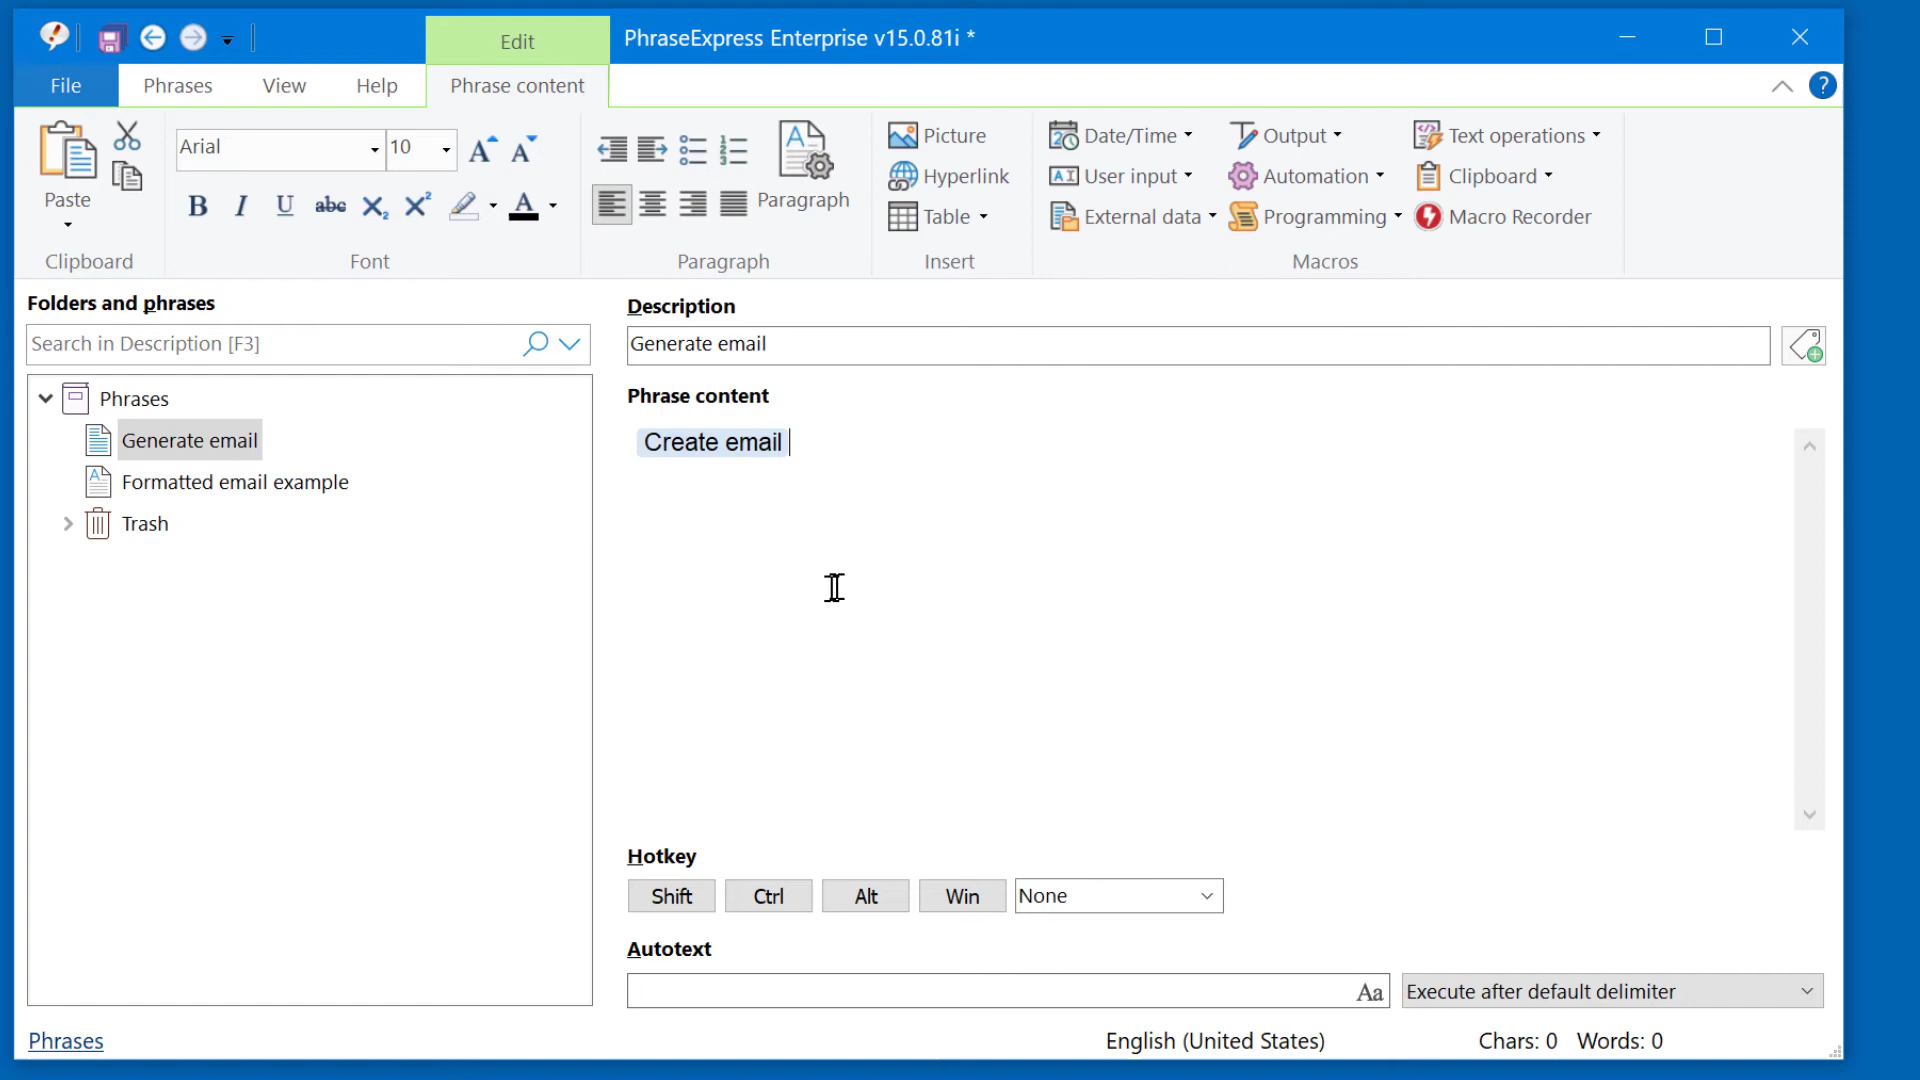 Edit
PhraseExpress Enterprise v15.0.81i *
File Phrases View Help Phrase content ?
Arial 10 A A
Picture Date/Time Output Text operations
Hyperlink User input Automation Clipboard
Table External data Programming Macro Recorder
Paste B I U abc X₂ X² A Paragraph
Clipboard Font Paragraph Insert Macros
Folders and phrases
Search in Description [F3]
Phrases
Generate email
Formatted email example
Trash
Description
Generate email
Phrase content
Create email
Hotkey
Shift Ctrl Alt Win None
Autotext
Aa Execute after default delimiter
Phrases English (United States) Chars: 0 Words: 0